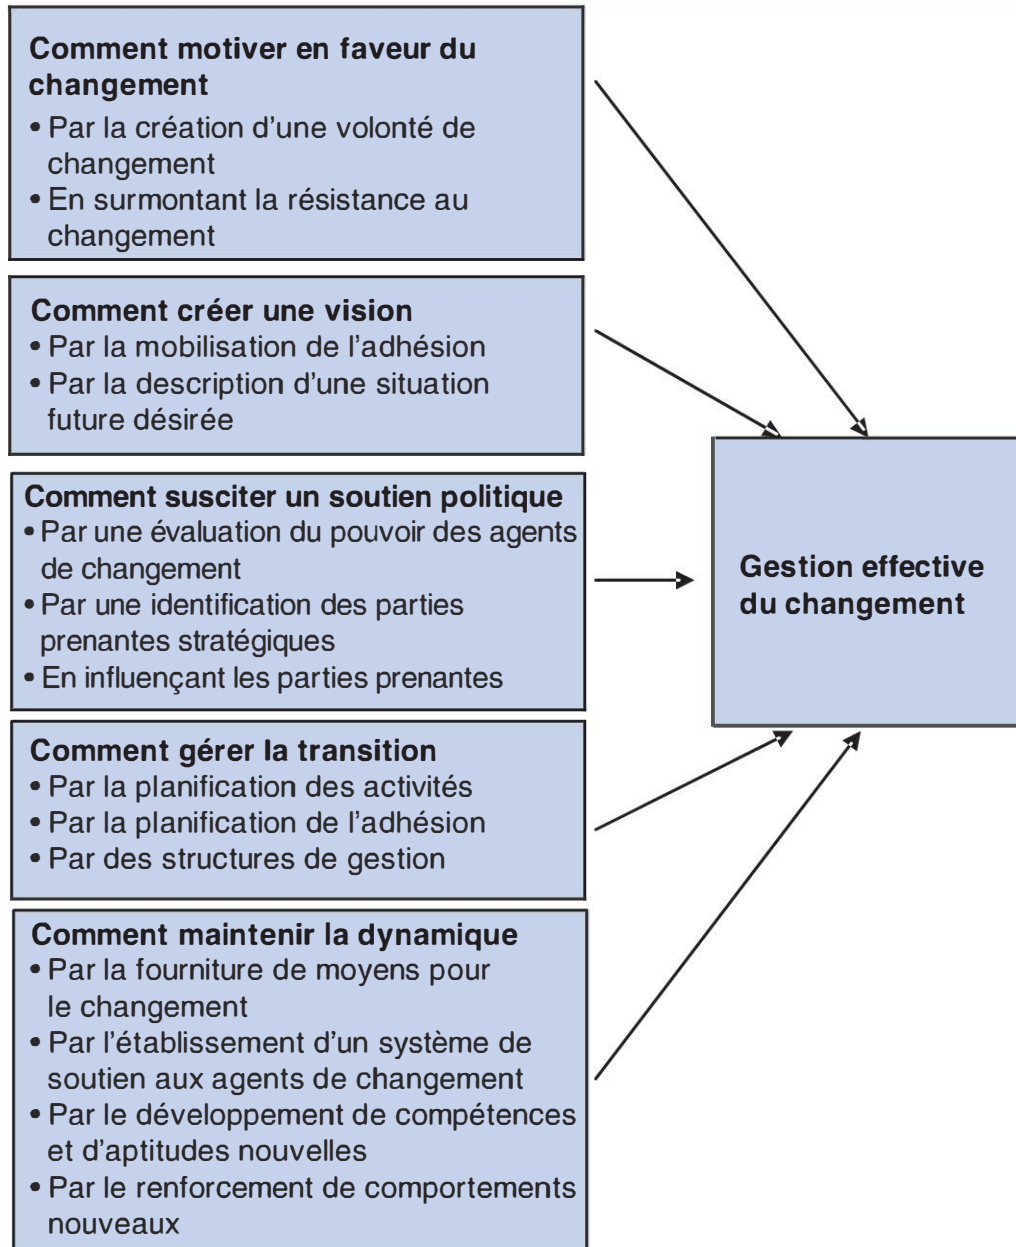 Comment motiver en faveur du
changement
• Par la création d'une volonté de
changement
• En surmontant la résistance au
changement
Comment créer une vision
• Par la mobilisation de l'adhésion
• Par la description d'une situation
future désirée
Comment susciter un soutien politique
• Par une évaluation du pouvoir des agents
de changement
• Par une identification des parties
prenantes stratégiques
• En influençant les parties prenantes
Comment gérer la transition
• Par la planification des activités
• Par la planification de l'adhésion
• Par des structures de gestion
Comment maintenir la dynamique
• Par la fourniture de moyens pour
le changement
• Par l'établissement d'un système de
soutien aux agents de changement
• Par le développement de compétences
et d'aptitudes nouvelles
• Par le renforcement de comportements
nouveaux
Gestion effective
du changement